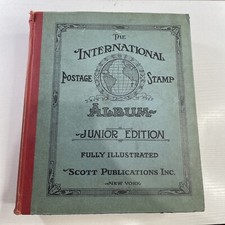 The
International
Postage Stamp
Album
Junior Edition
Fully Illustrated
Scott Publications Inc.
New York